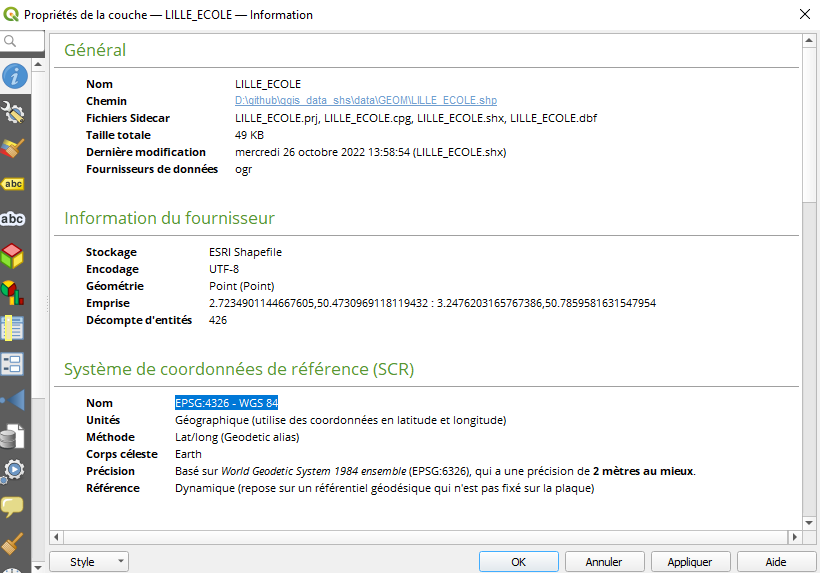 Propriétés de la couche — LILLE_ECOLE — Information
Général
Nom LILLE_ECOLE
Chemin D:\github\qgis_data_shs\data\GEOM\LILLE_ECOLE.shp
Fichiers Sidecar LILLE_ECOLE.prj, LILLE_ECOLE.cpg, LILLE_ECOLE.shx, LILLE_ECOLE.dbf
Taille totale 49 KB
Dernière modification mercredi 26 octobre 2022 13:58:54 (LILLE_ECOLE.shx)
Fournisseurs de données ogr
abc
abc
Information du fournisseur
Stockage ESRI Shapefile
Encodage UTF-8
Géométrie Point (Point)
Emprise 2.7234901144667605,50.4730969118119432 : 3.2476203165767386,50.7859581631547954
Décompte d'entités 426
Système de coordonnées de référence (SCR)
Nom EPSG:4326 - WGS 84
Unités Géographique (utilise des coordonnées en latitude et longitude)
Méthode Lat/long (Geodetic alias)
Corps céleste Earth
Précision Basé sur World Geodetic System 1984 ensemble (EPSG:6326), qui a une précision de 2 mètres au mieux.
Référence Dynamique (repose sur un référentiel géodésique qui n'est pas fixé sur la plaque)
Style OK Annuler Appliquer Aide